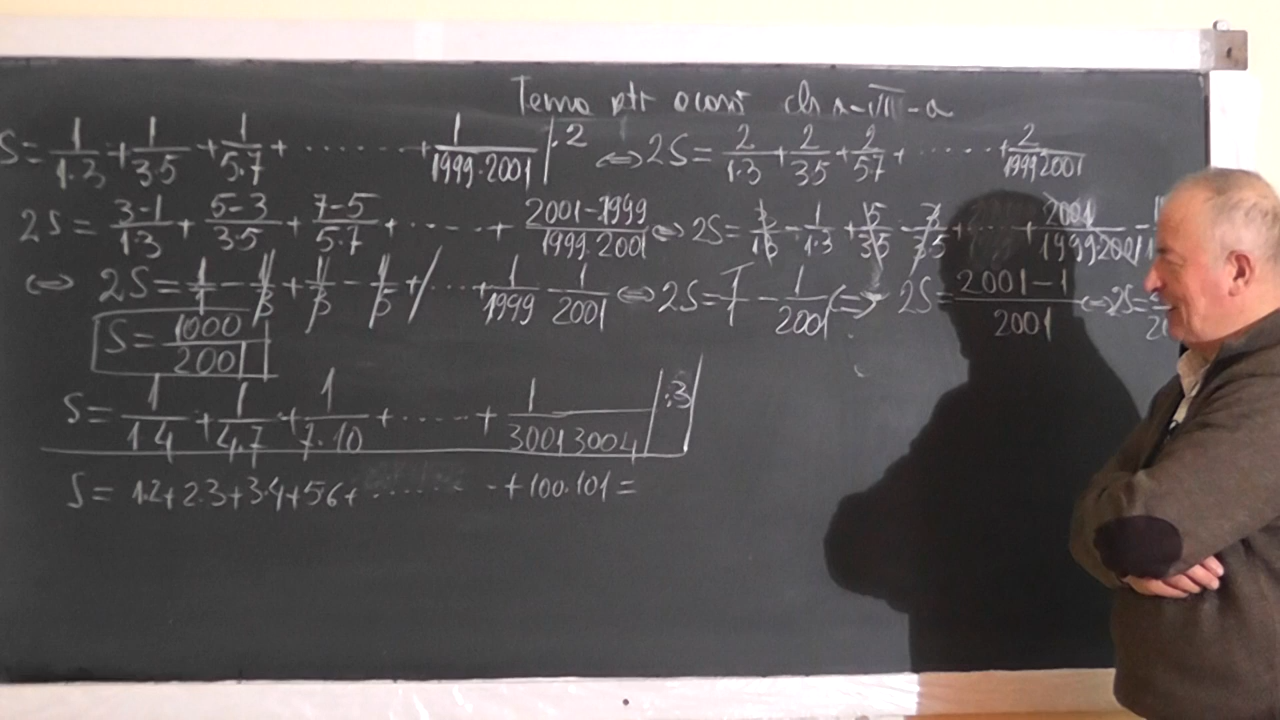 Tema ptr acasă cls a-VIII-a
S = 1/1·3 + 1/3·5 + 1/5·7 + ........ + 1/1999·2001 |·2 ⇔ 2S = 2/1·3 + 2/3·5 + 2/5·7 + ....... + 2/1999·2001
2S = 3-1/1·3 + 5-3/3·5 + 7-5/5·7 + ..... + 2001-1999/1999·2001 ⇔ 2S = 3/1·3 - 1/1·3 + 5/3·5 - 3/3·5 + ... + 2001/1999·2001 -
⇔ 2S = 1/1 - 1/3 + 1/3 - 1/5 + .... + 1/1999 - 1/2001 ⇔ 2S = 1 - 1/2001 ⇔ 2S = 2001-1/2001 ⇔ 2S =
S = 1000/2001
S = 1/1·4 + 1/4·7 + 1/7·10 + ...... + 1/3001·3004 |·3
S = 1·2+2·3+3·4+5·6+ ......... +100·101 =